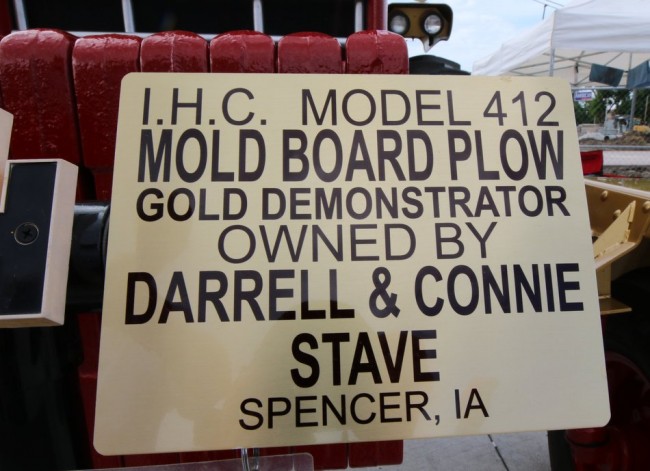 I.H.C. MODEL 412
MOLD BOARD PLOW
GOLD DEMONSTRATOR
OWNED BY
DARRELL & CONNIE
STAVE
SPENCER, IA